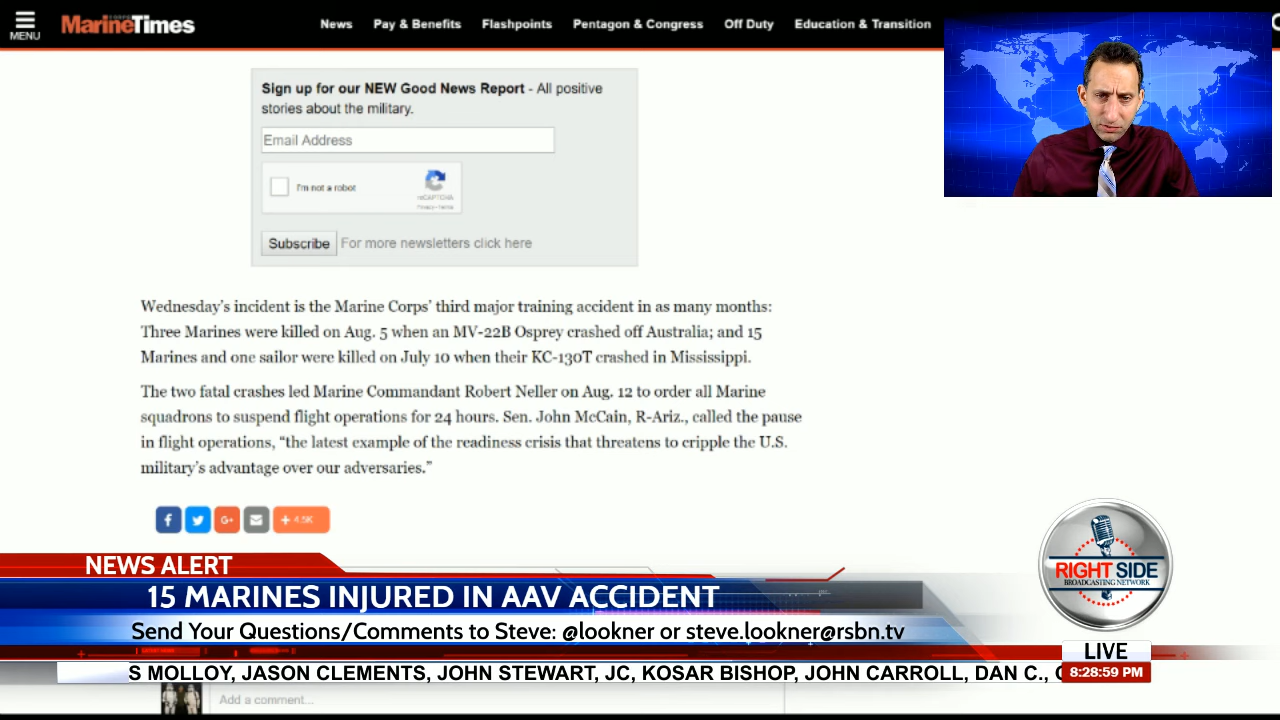 MENU
MarineTimes
News
Pay & Benefits
Flashpoints
Pentagon & Congress
Off Duty
Education & Transition
Sign up for our NEW Good News Report - All positive
stories about the military.
Email Address
I'm not a robot
reCAPTCHA
Privacy - Terms
Subscribe
For more newsletters click here
Wednesday's incident is the Marine Corps' third major training accident in as many months:
Three Marines were killed on Aug. 5 when an MV-22B Osprey crashed off Australia; and 15
Marines and one sailor were killed on July 10 when their KC-130T crashed in Mississippi.
The two fatal crashes led Marine Commandant Robert Neller on Aug. 12 to order all Marine
squadrons to suspend flight operations for 24 hours. Sen. John McCain, R-Ariz., called the pause
in flight operations, “the latest example of the readiness crisis that threatens to cripple the U.S.
military's advantage over our adversaries.”
f
G+
+ 4.5K
NEWS ALERT
15 MARINES INJURED IN AAV ACCIDENT
Send Your Questions/Comments to Steve: @lookner or steve.lookner@rsbn.tv
RIGHT SIDE
BROADCASTING NETWORK
LIVE
8:28:59 PM
S MOLLOY, JASON CLEMENTS, JOHN STEWART, JC, KOSAR BISHOP, JOHN CARROLL, DAN C.,
Add a comment...